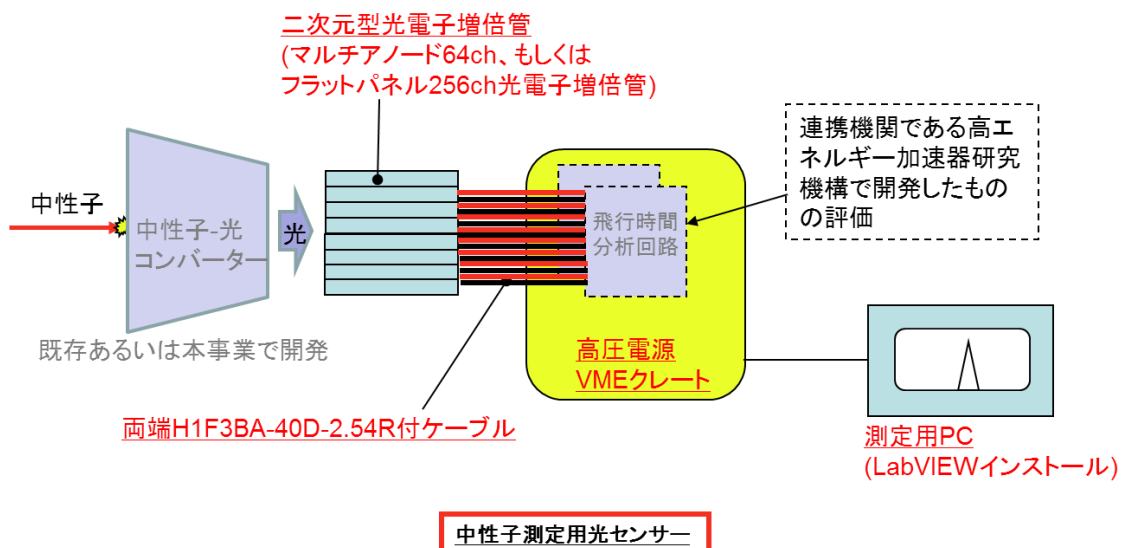 二次元型光電子増倍管
(マルチアノード64ch、もしくは
フラットパネル256ch光電子増倍管)
連携機関である高エ
ネルギー加速器研究
機構で開発したもの
の評価
中性子
中性子-光
コンバーター
光
飛行時間
分析回路
既存あるいは本事業で開発
高圧電源
VMEクレート
両端H1F3BA-40D-2.54R付ケーブル
測定用PC
(LabVIEWインストール)
中性子測定用光センサー